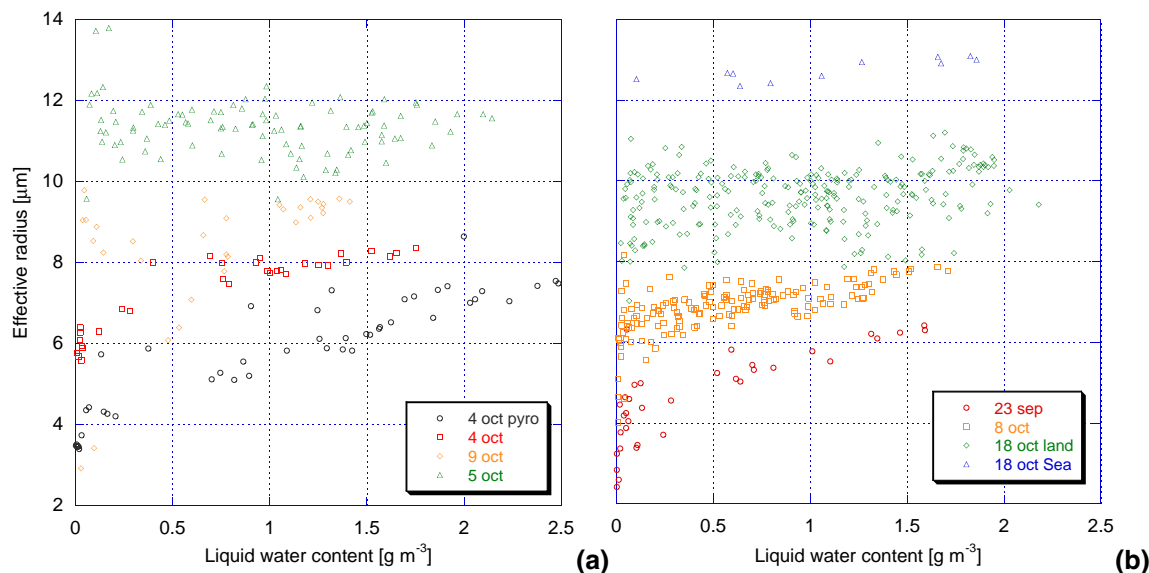 14
12
10
8
6
4
2
0
0.5
1
1.5
2
2.5
Effective radius [µm]
Liquid water content [g m-3]
4 oct pyro
4 oct
9 oct
5 oct
(a)
0
0.5
1
1.5
2
2.5
Liquid water content [g m-3]
23 sep
8 oct
18 oct land
18 oct Sea
(b)